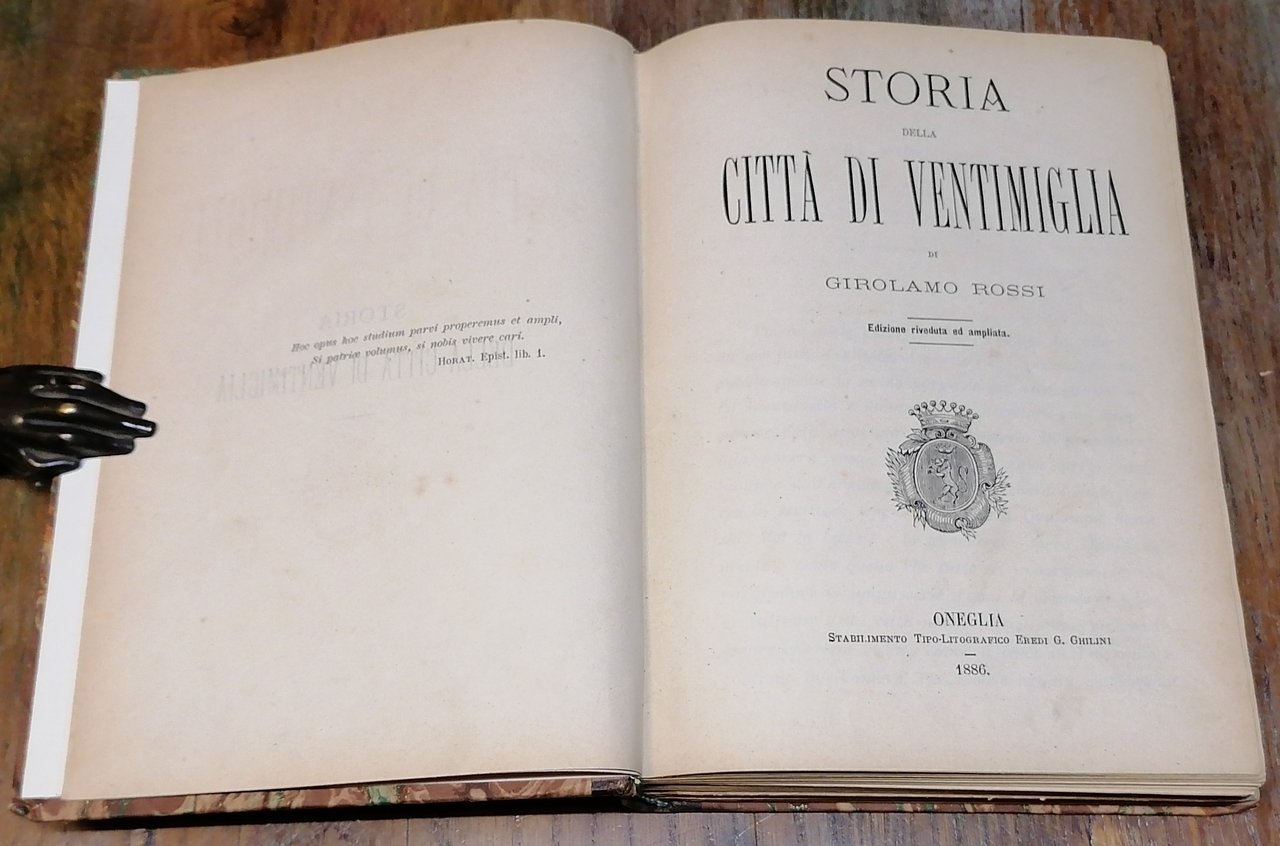 Hoc opus hoc studium parvi properemus et ampli,
Si patriæ volumus, si nobis vivere cari.
HORAT. Epist. lib. 1.
STORIA
DELLA
CITTÀ DI VENTIMIGLIA
DI
GIROLAMO ROSSI
Edizione riveduta ed ampliata.
ONEGLIA
STABILIMENTO TIPO-LITOGRAFICO EREDI G. GHILINI
1886.